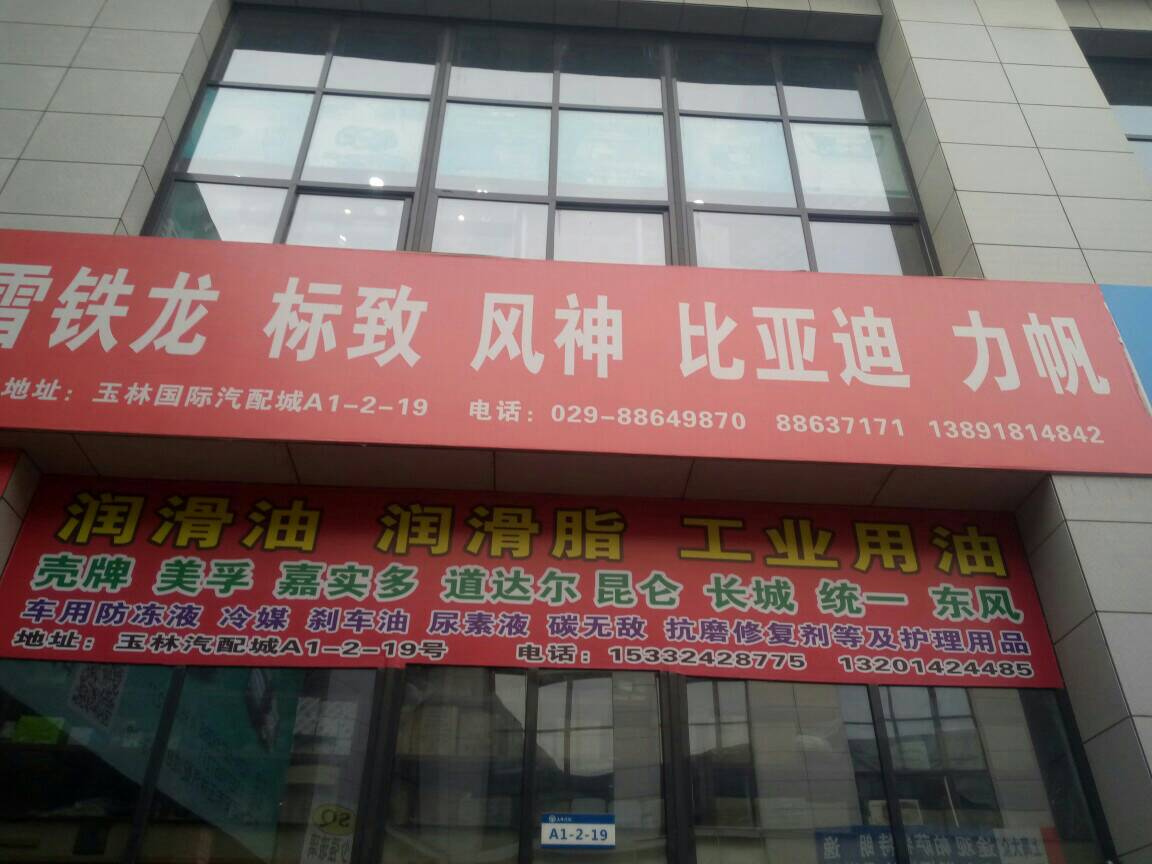 雪铁龙 标致 风神 比亚迪 力帆
地址：玉林国际汽配城A1-2-19 电话：029-88649870 88637171 13891814842
润滑油 润滑脂 工业用油
壳牌 美孚 嘉实多 道达尔 昆仑 长城 统一 东风
车用防冻液 冷媒 刹车油 尿素液 碳无敌 抗磨修复剂等及护理用品
地址：玉林汽配城A1-2-19号 电话：15332428775 13201424485
A1-2-19